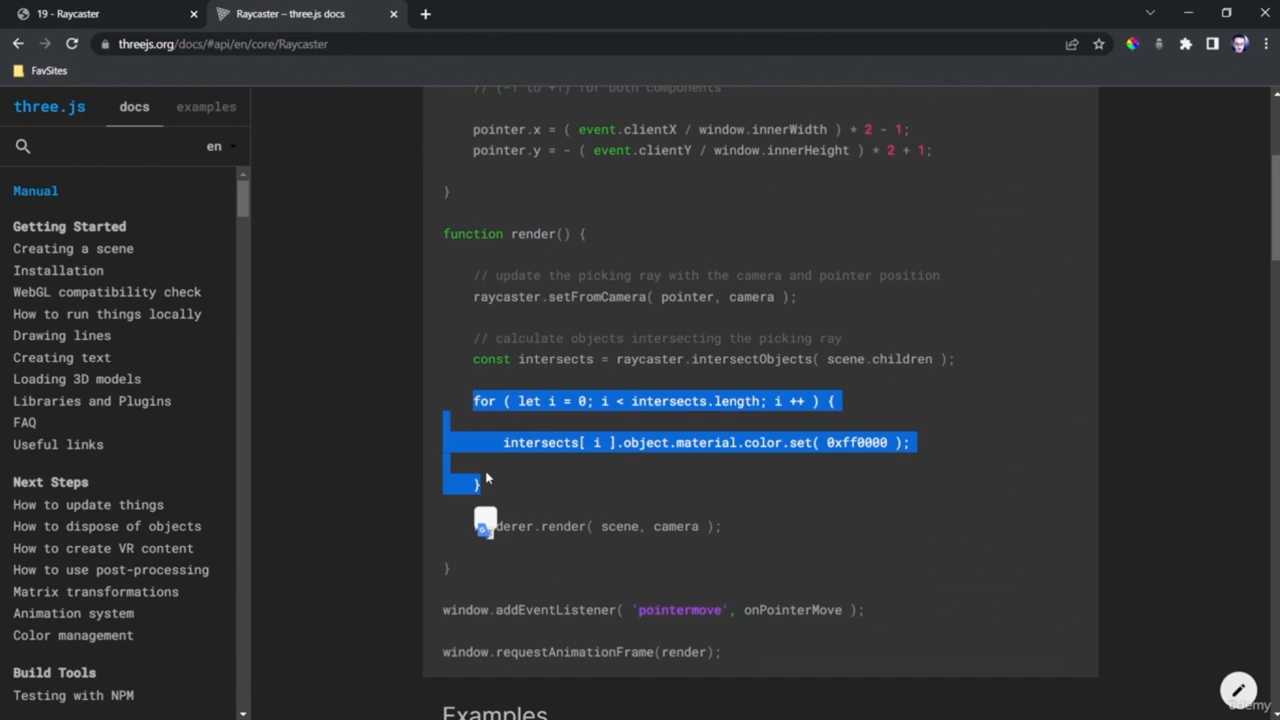 19 - Raycaster
Raycaster – three.js docs
threejs.org/docs/#api/en/core/Raycaster
FavSites
three.js docs examples
en
Manual
Getting Started
Creating a scene
Installation
WebGL compatibility check
How to run things locally
Drawing lines
Creating text
Loading 3D models
Libraries and Plugins
FAQ
Useful links
Next Steps
How to update things
How to dispose of objects
How to create VR content
How to use post-processing
Matrix transformations
Animation system
Color management
Build Tools
Testing with NPM
// (-1 to +1) for both components
pointer.x = ( event.clientX / window.innerWidth ) * 2 - 1;
pointer.y = - ( event.clientY / window.innerHeight ) * 2 + 1;
}
function render() {
// update the picking ray with the camera and pointer position
raycaster.setFromCamera( pointer, camera );
// calculate objects intersecting the picking ray
const intersects = raycaster.intersectObjects( scene.children );
for ( let i = 0; i < intersects.length; i ++ ) {
intersects[ i ].object.material.color.set( 0xff0000 );
}
derer.render( scene, camera );
}
window.addEventListener( 'pointermove', onPointerMove );
window.requestAnimationFrame(render);
Examples
ûdemy